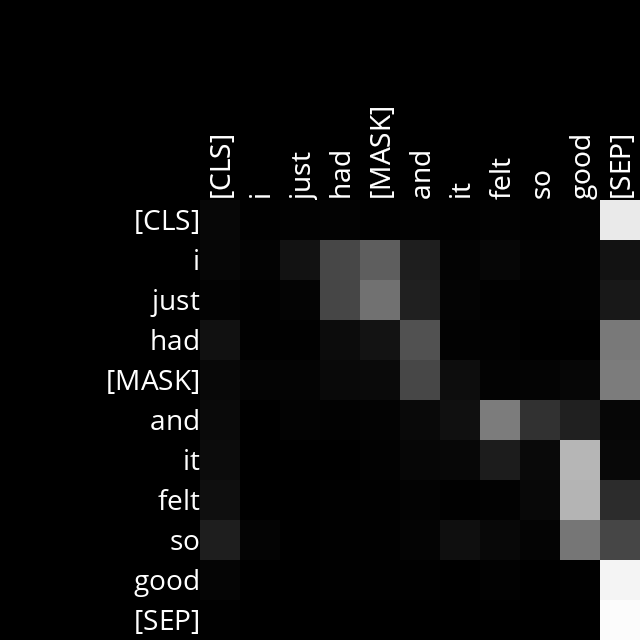 [CLS] i just had [MASK] and it felt so good [SEP]
[CLS]
i
just
had
[MASK]
and
it
felt
so
good
[SEP]